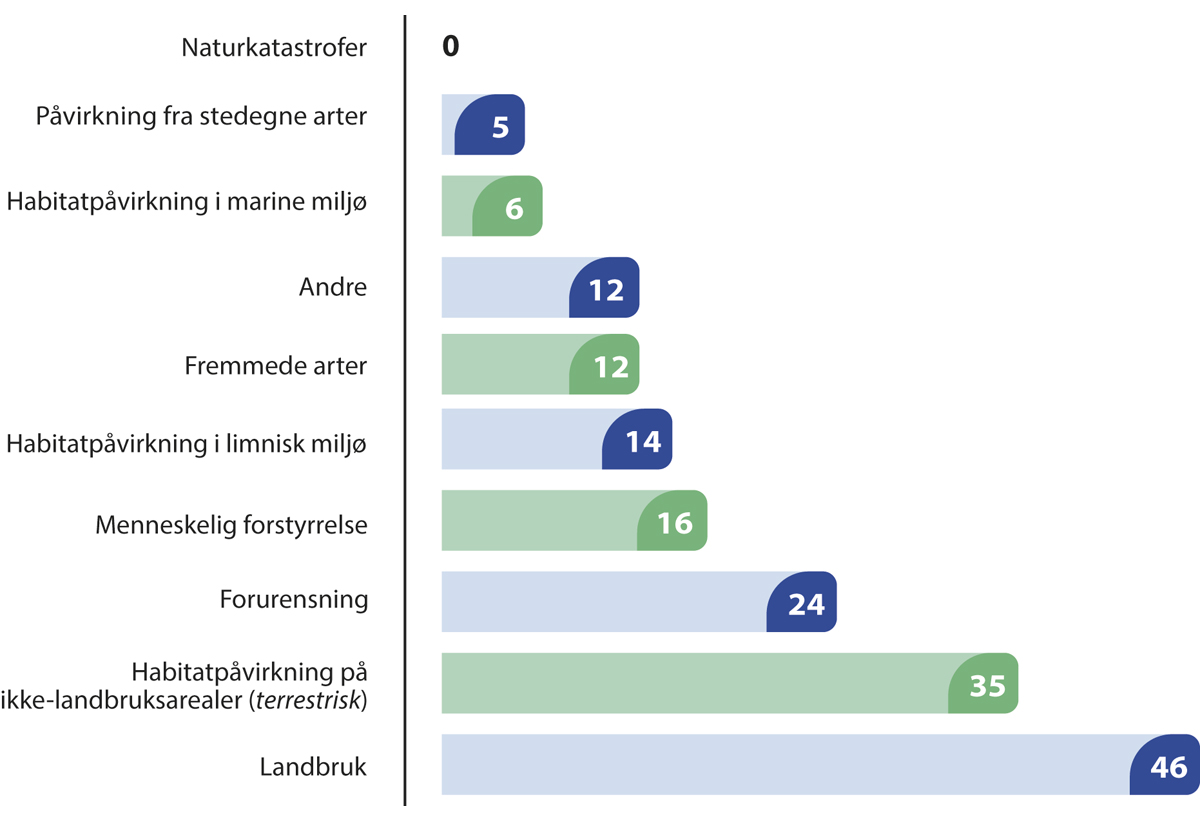 Naturkatastrofer 0
Påvirkning fra stedegne arter 5
Habitatpåvirkning i marine miljø 6
Andre 12
Fremmede arter 12
Habitatpåvirkning i limnisk miljø 14
Menneskelig forstyrrelse 16
Forurensning 24
Habitatpåvirkning på
ikke-landbruksarealer (terrestrisk) 35
Landbruk 46